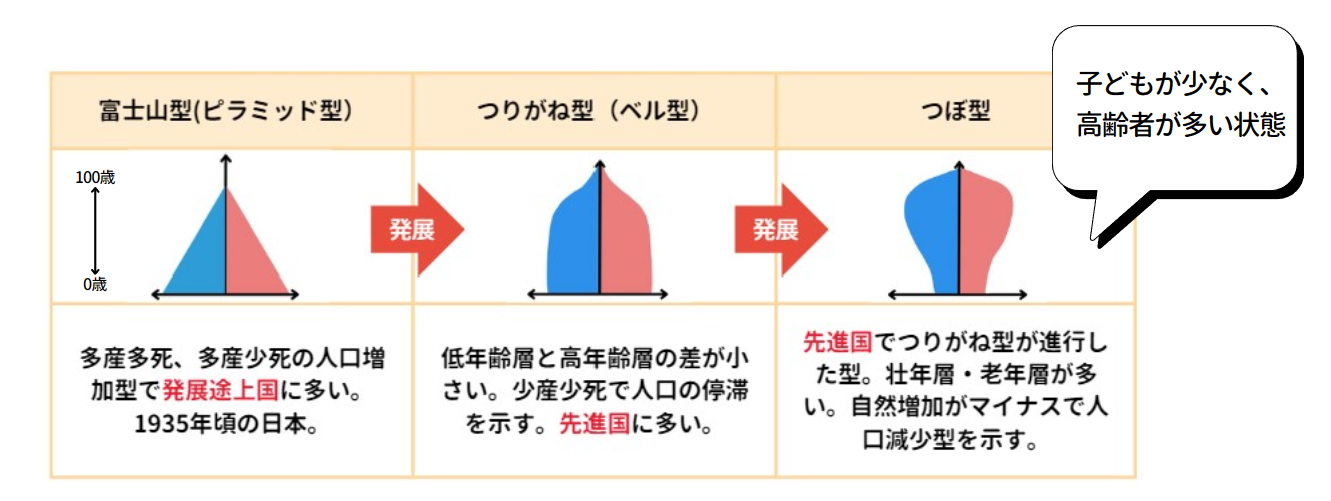 富士山型(ピラミッド型)
つりがね型（ベル型）
つぼ型
子どもが少なく、
高齢者が多い状態
100歳
0歳
発展
発展
多産多死、多産少死の人口増
加型で発展途上国に多い。
1935年頃の日本。
低年齢層と高年齢層の差が小
さい。少産少死で人口の停滞
を示す。先進国に多い。
先進国でつりがね型が進行し
た型。壮年層・老年層が多
い。自然増加がマイナスで人
口減少型を示す。